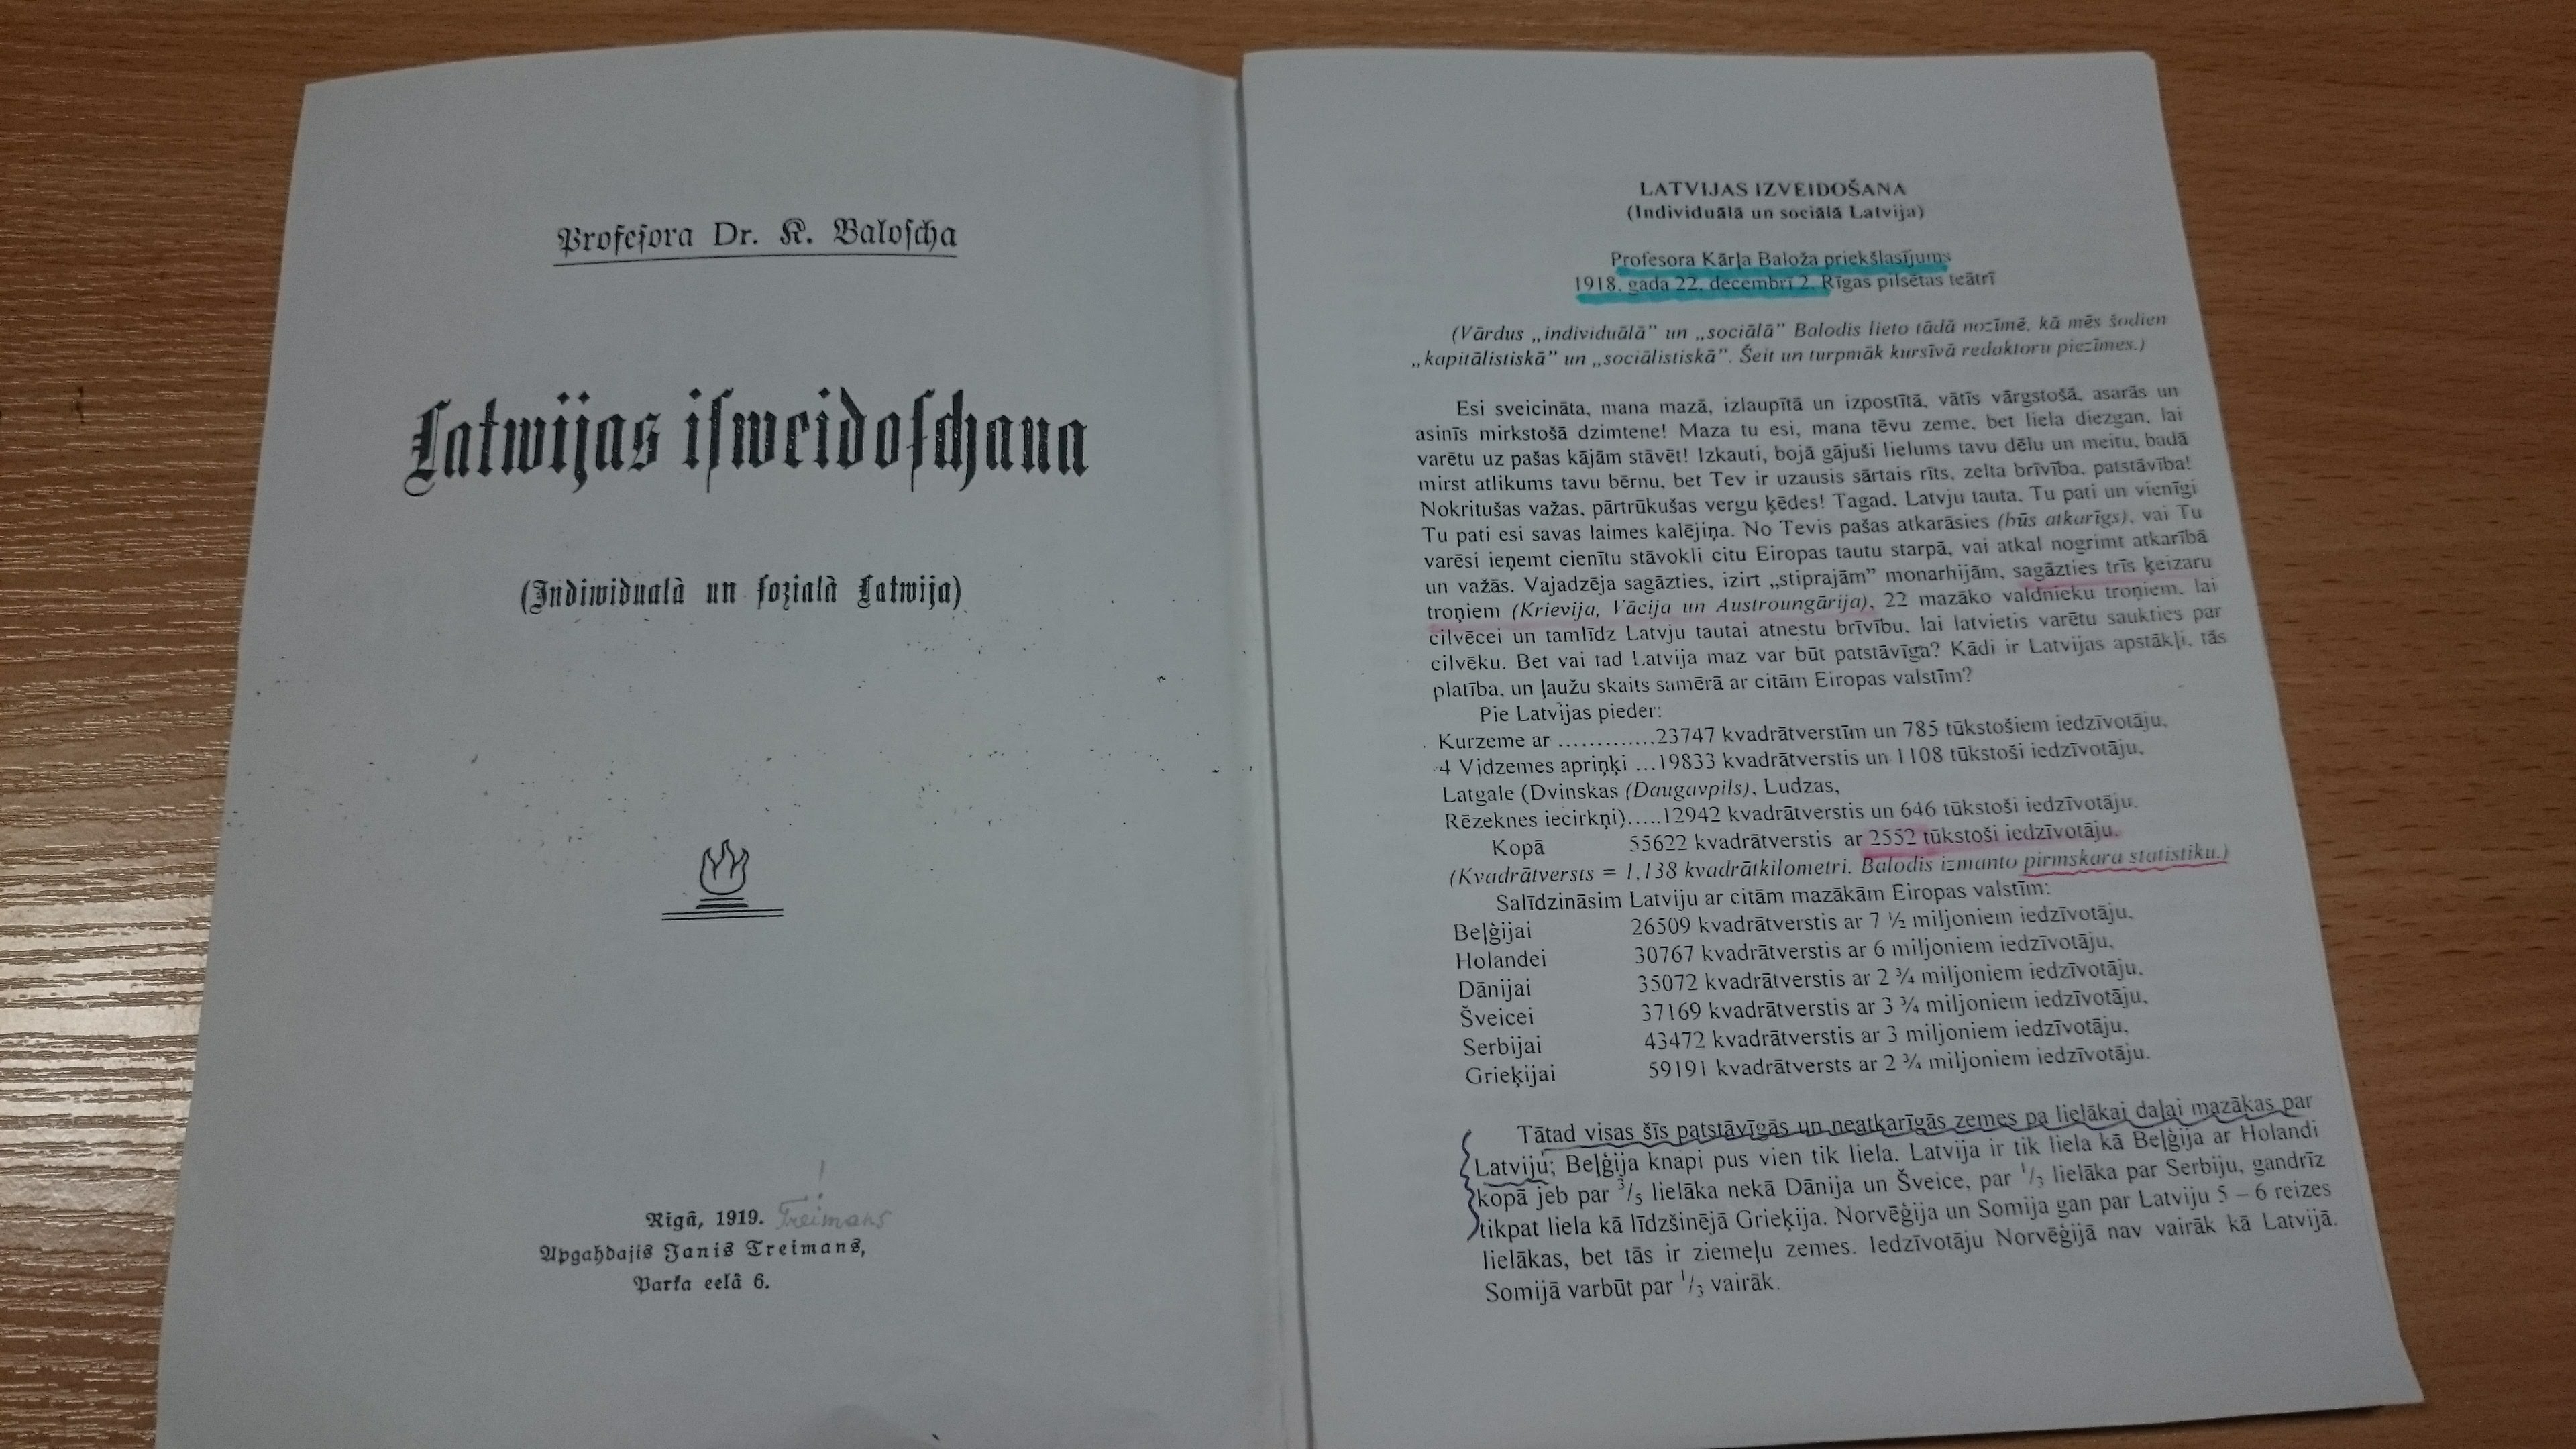 Profeſora Dr. K. Baloſcha
Latwijas iſweidoſchana
(Indiwidualà un ſozialà Latwija)
Rigâ, 1919. Treimans !
Apgahdajis Janis Treimans,
Parka eelâ 6.
LATVIJAS IZVEIDOŠANA
(Individuālā un sociālā Latvija)
Profesora Kārļa Baloža priekšlasījums
1918. gada 22. decembrī 2. Rīgas pilsētas teātrī
(Vārdus „individuālā” un „sociālā” Balodis lieto tādā nozīmē, kā mēs šodien
„kapitālistiskā” un „sociālistiskā”. Šeit un turpmāk kursīvā redaktoru piezīmes.)
Esi sveicināta, mana mazā, izlaupītā un izpostītā, vātīs vārgstošā, asarās un
asinīs mirkstošā dzimtene! Maza tu esi, mana tēvu zeme, bet liela diezgan, lai
varētu uz pašas kājām stāvēt! Izkauti, bojā gājuši lielums tavu dēlu un meitu, badā
mirst atlikums tavu bērnu, bet Tev ir uzausis sārtais rīts, zelta brīvība, patstāvība!
Nokritušas važas, pārtrūkušas vergu ķēdes! Tagad, Latvju tauta, Tu pati un vienīgi
Tu pati esi savas laimes kalējiņa. No Tevis pašas atkarāsies (būs atkarīgs), vai Tu
varēsi ieņemt cienītu stāvokli citu Eiropas tautu starpā, vai atkal nogrimt atkarībā
un važās. Vajadzēja sagāzties, izirt „stiprajām” monarhijām, sagāzties trīs ķeizaru
troņiem (Krievija, Vācija un Austroungārija), 22 mazāko valdnieku troņiem, lai
cilvēcei un tamlīdz Latvju tautai atnestu brīvību, lai latvietis varētu saukties par
cilvēku. Bet vai tad Latvija maz var būt patstāvīga? Kādi ir Latvijas apstākļi, tās
platība, un ļaužu skaits samērā ar citām Eiropas valstīm?
Pie Latvijas pieder:
Kurzeme ar .............23747 kvadrātverstīm un 785 tūkstošiem iedzīvotāju,
4 Vidzemes apriņķi ...19833 kvadrātverstis un 1108 tūkstoši iedzīvotāju,
Latgale (Dvinskas (Daugavpils), Ludzas,
Rēzeknes iecirkņi).....12942 kvadrātverstis un 646 tūkstoši iedzīvotāju.
Kopā 55622 kvadrātverstis ar 2552 tūkstoši iedzīvotāju.
(Kvadrātversts = 1,138 kvadrātkilometri. Balodis izmanto pirmskara statistiku.)
Salīdzināsim Latviju ar citām mazākām Eiropas valstīm:
Beļģijai 26509 kvadrātverstis ar 7 ½ miljoniem iedzīvotāju,
Holandei 30767 kvadrātverstis ar 6 miljoniem iedzīvotāju,
Dānijai 35072 kvadrātverstis ar 2 ¾ miljoniem iedzīvotāju,
Šveicei 37169 kvadrātverstis ar 3 ¾ miljoniem iedzīvotāju,
Serbijai 43472 kvadrātverstis ar 3 miljoniem iedzīvotāju,
Grieķijai 59191 kvadrātversts ar 2 ¾ miljoniem iedzīvotāju.
Tātad visas šīs patstāvīgās un neatkarīgās zemes pa lielākai daļai mazākas par
Latviju; Beļģija knapi pus vien tik liela. Latvija ir tik liela kā Beļģija ar Holandi
kopā jeb par 3/5 lielāka nekā Dānija un Šveice, par 1/3 lielāka par Serbiju, gandrīz
tikpat liela kā līdzšinējā Grieķija. Norvēģija un Somija gan par Latviju 5 – 6 reizes
lielākas, bet tās ir ziemeļu zemes. Iedzīvotāju Norvēģijā nav vairāk kā Latvijā.
Somijā varbūt par 1/3 vairāk.